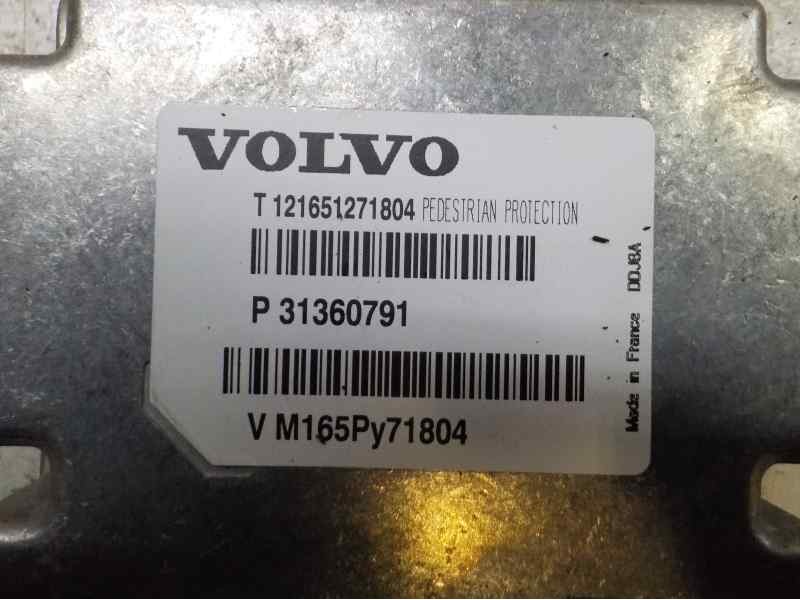 VOLVO
T 121651271804 PEDESTRIAN PROTECTION
P 31360791
V M165Py71804
Made in France DDJ8A